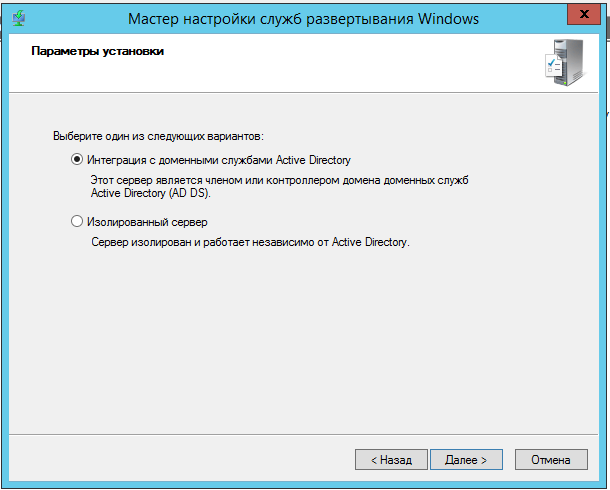 Мастер настройки служб развертывания Windows
x
Параметры установки
Выберите один из следующих вариантов:
Интеграция с доменными службами Active Directory
Этот сервер является членом или контроллером домена доменных служб
Active Directory (AD DS).
Изолированный сервер
Сервер изолирован и работает независимо от Active Directory.
< Назад Далее > Отмена